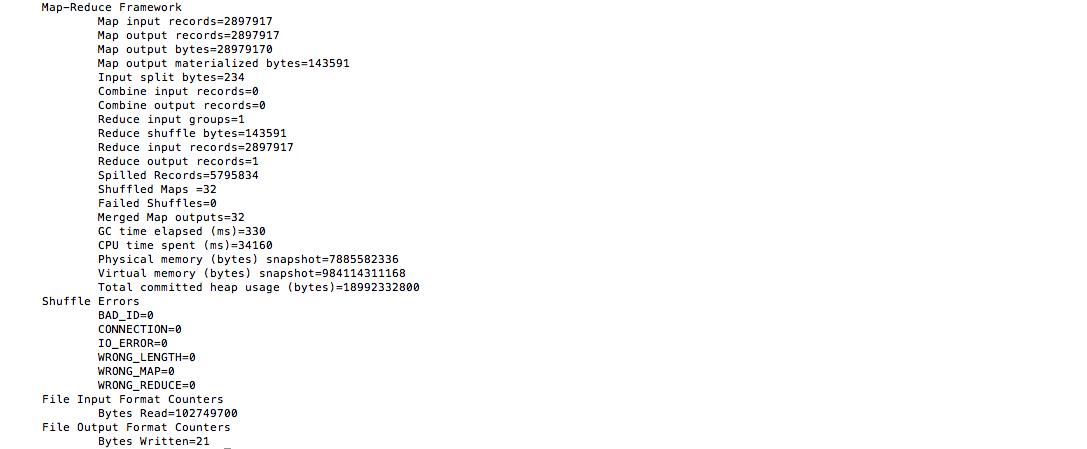 Map-Reduce Framework
Map input records=2897917
Map output records=2897917
Map output bytes=28979170
Map output materialized bytes=143591
Input split bytes=234
Combine input records=0
Combine output records=0
Reduce input groups=1
Reduce shuffle bytes=143591
Reduce input records=2897917
Reduce output records=1
Spilled Records=5795834
Shuffled Maps =32
Failed Shuffles=0
Merged Map outputs=32
GC time elapsed (ms)=330
CPU time spent (ms)=34160
Physical memory (bytes) snapshot=7885582336
Virtual memory (bytes) snapshot=984114311168
Total committed heap usage (bytes)=18992332800
Shuffle Errors
BAD_ID=0
CONNECTION=0
IO_ERROR=0
WRONG_LENGTH=0
WRONG_MAP=0
WRONG_REDUCE=0
File Input Format Counters
Bytes Read=102749700
File Output Format Counters
Bytes Written=21